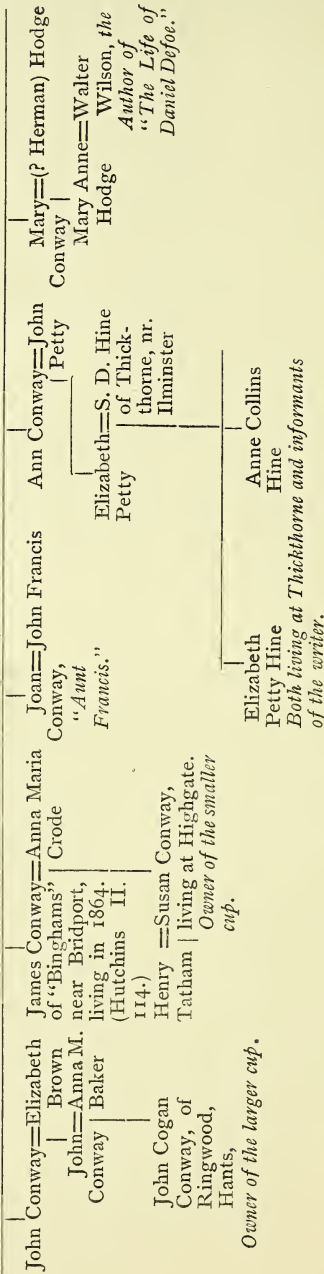 John Conway=Elizabeth
Brown
John=Anna M.
Conway | Baker
John Cogan
Conway, of
Ringwood,
Hants,
Owner of the larger cup.
James Conway=Anna Maria
of "Binghams" | Crode
near Bridport,
living in 1864.
(Hutchins II.
114.)
Henry =Susan Conway,
Tatham | living at Highgate.
Owner of the smaller
cup.
Joan=John Francis
Conway,
"Aunt
Francis."
Ann Conway=John
| Petty
Elizabeth=S. D. Hine
Petty | of Thick-
thorne, nr.
Ilminster
Elizabeth
Petty Hine
Anne Collins
Hine
Both living at Thickthorne and informants
of the writer.
Mary=(? Herman) Hodge
Conway |
Mary Anne=Walter
Hodge Wilson, the
Author of
"The Life of
Daniel Defoe."